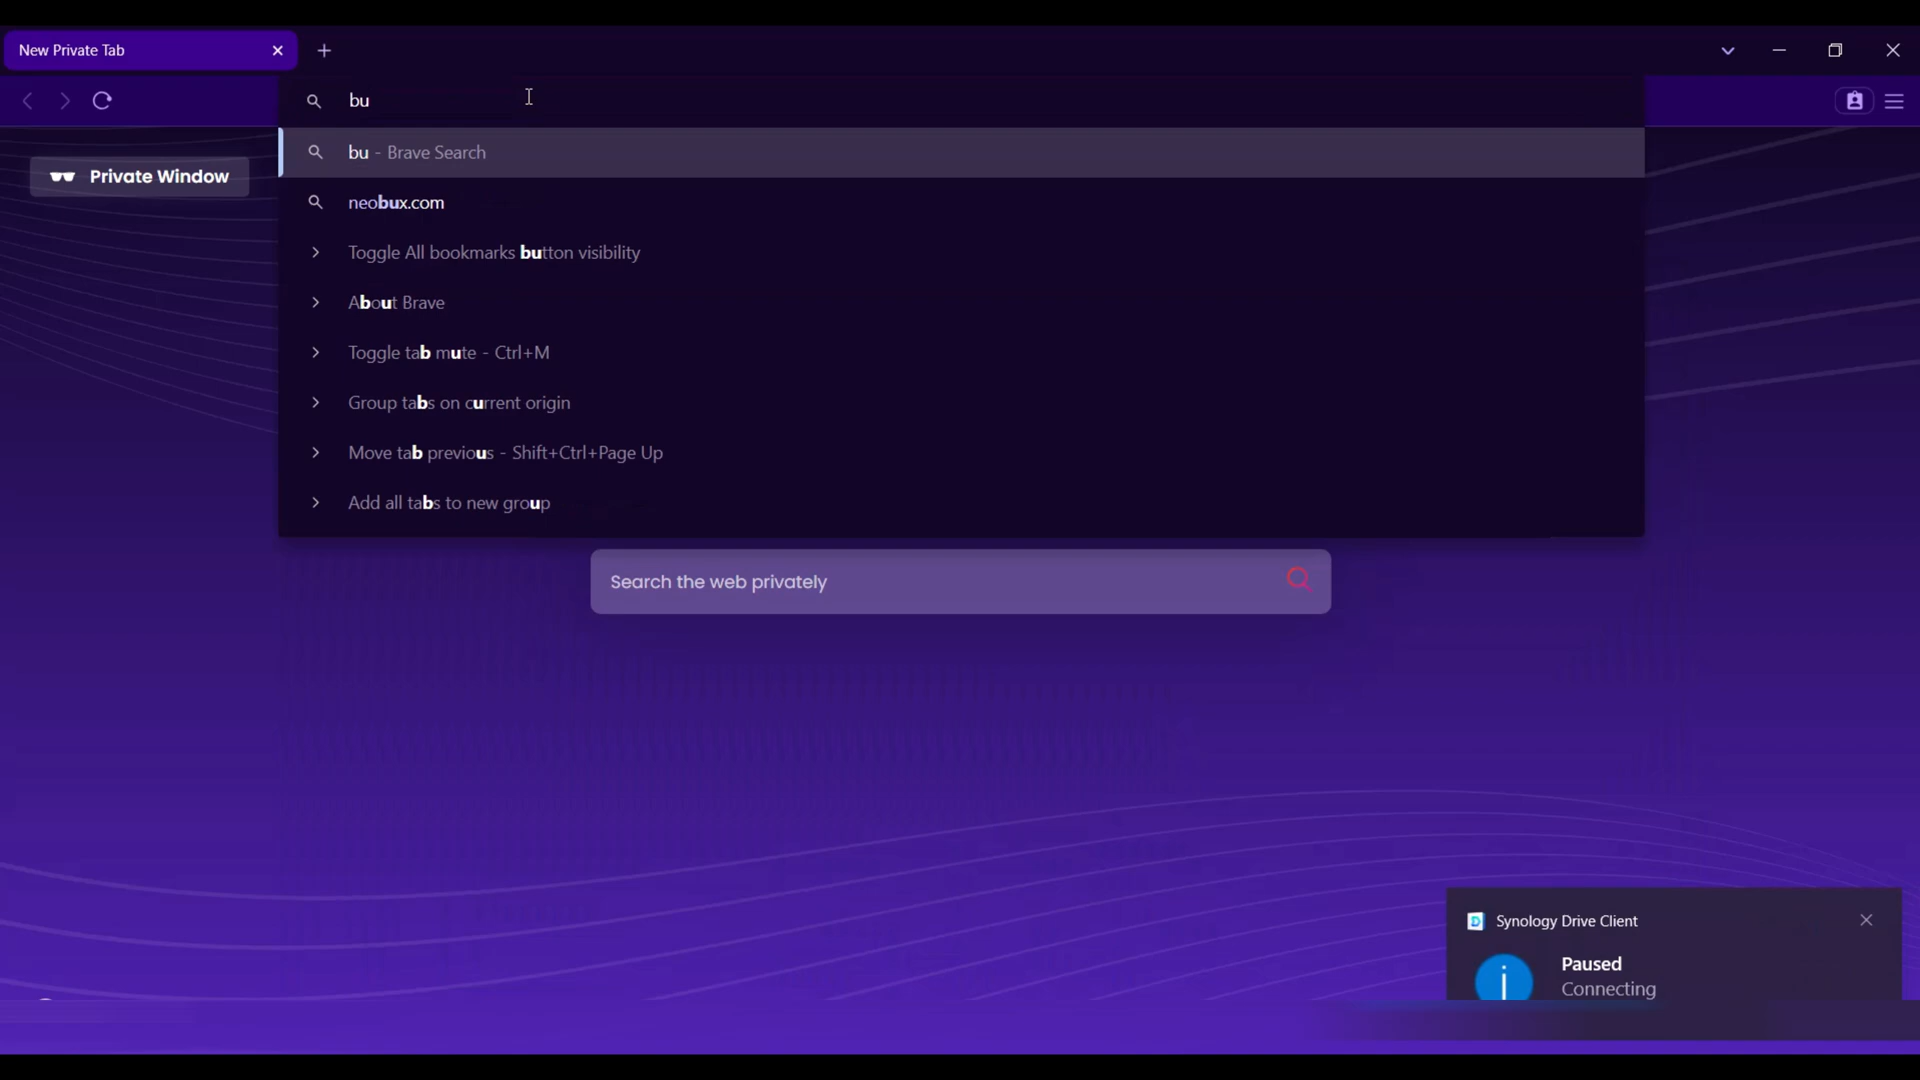 New Private Tab
bu
bu - Brave Search
Private Window
neobux.com
Toggle All bookmarks button visibility
About Brave
Toggle tab mute - Ctrl+M
Group tabs on current origin
Move tab previous - Shift+Ctrl+Page Up
Add all tabs to new group
Search the web privately
Synology Drive Client
Paused
Connecting